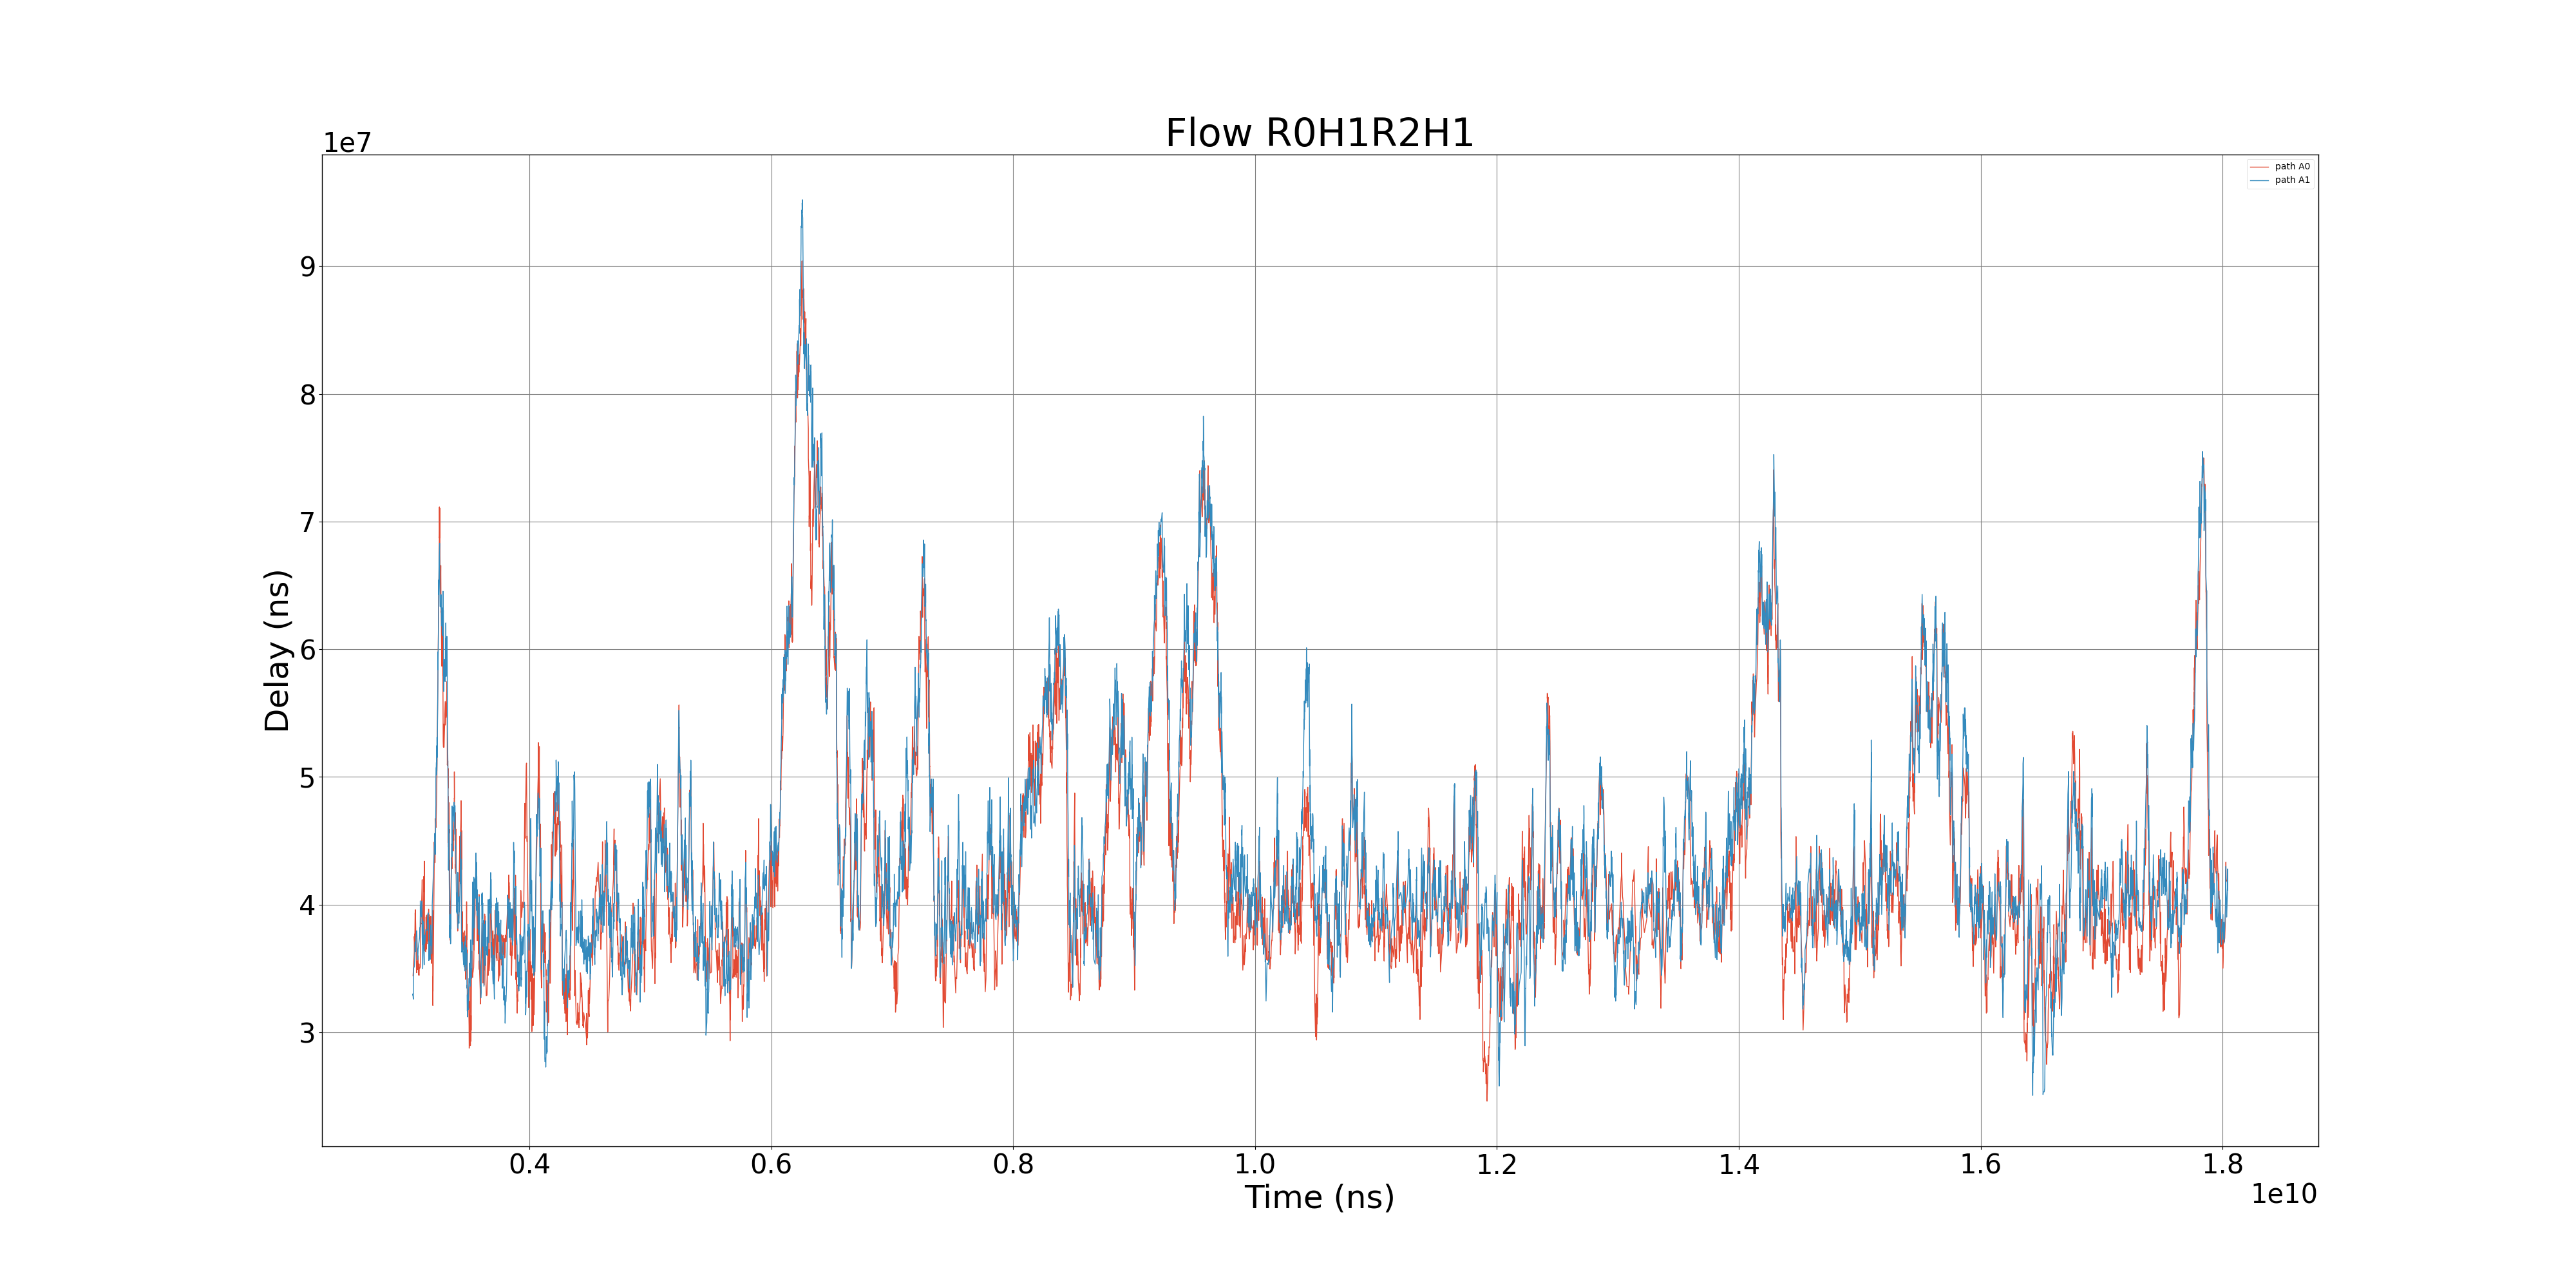 Flow R0H1R2H1
1e7
path A0
path A1
9
8
7
6
5
4
3
Delay (ns)
0.4 0.6 0.8 1.0 1.2 1.4 1.6 1.8
Time (ns)
1e10